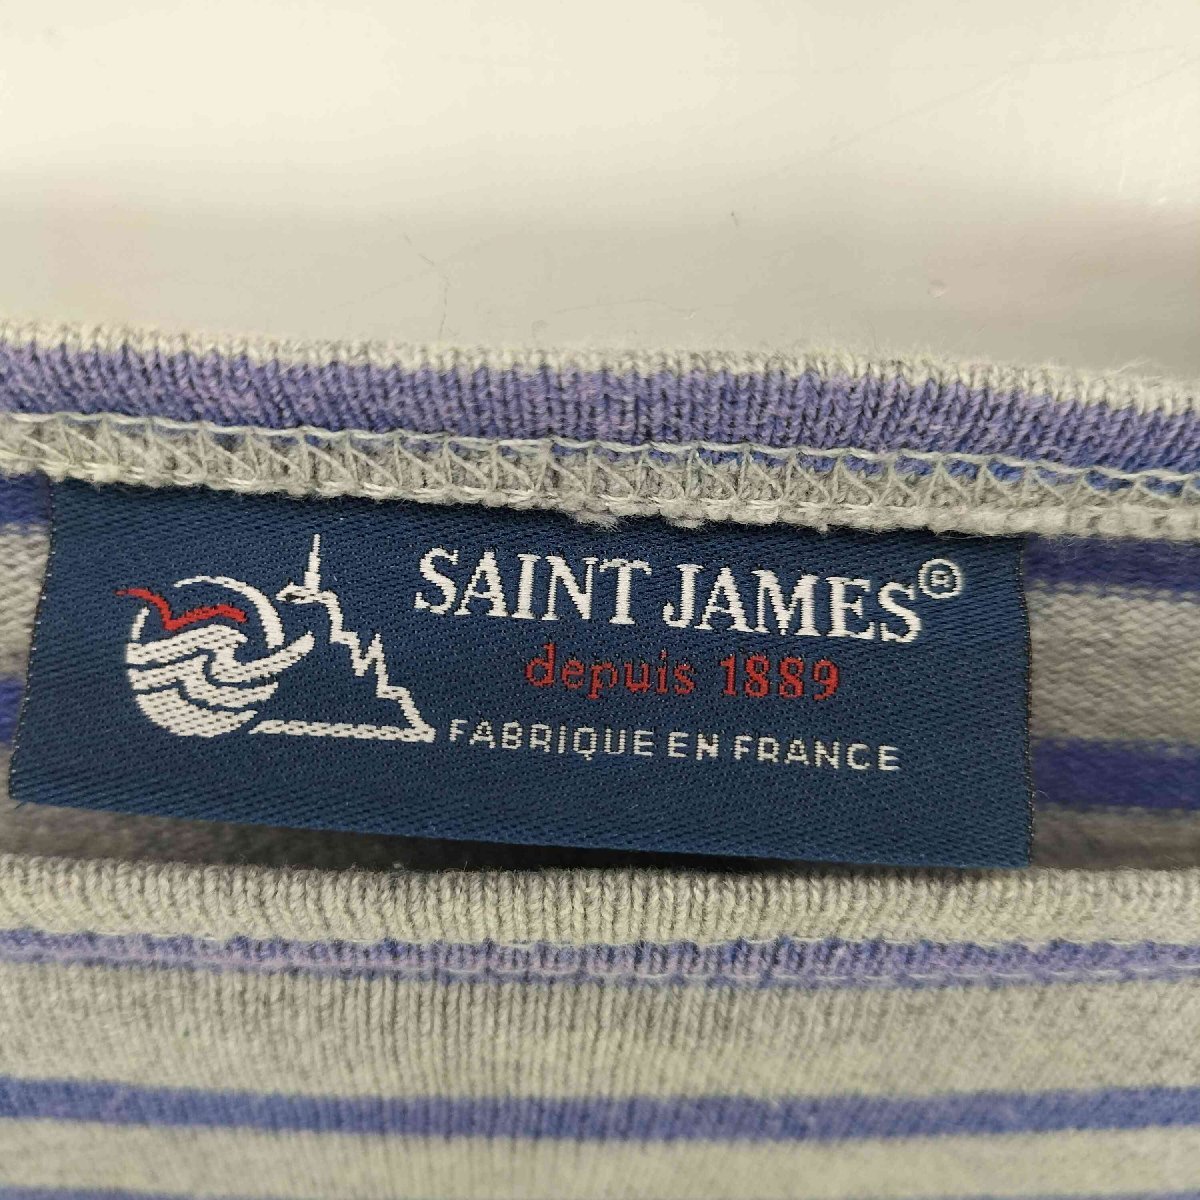 SAINT JAMES®
depuis 1889
FABRIQUE EN FRANCE